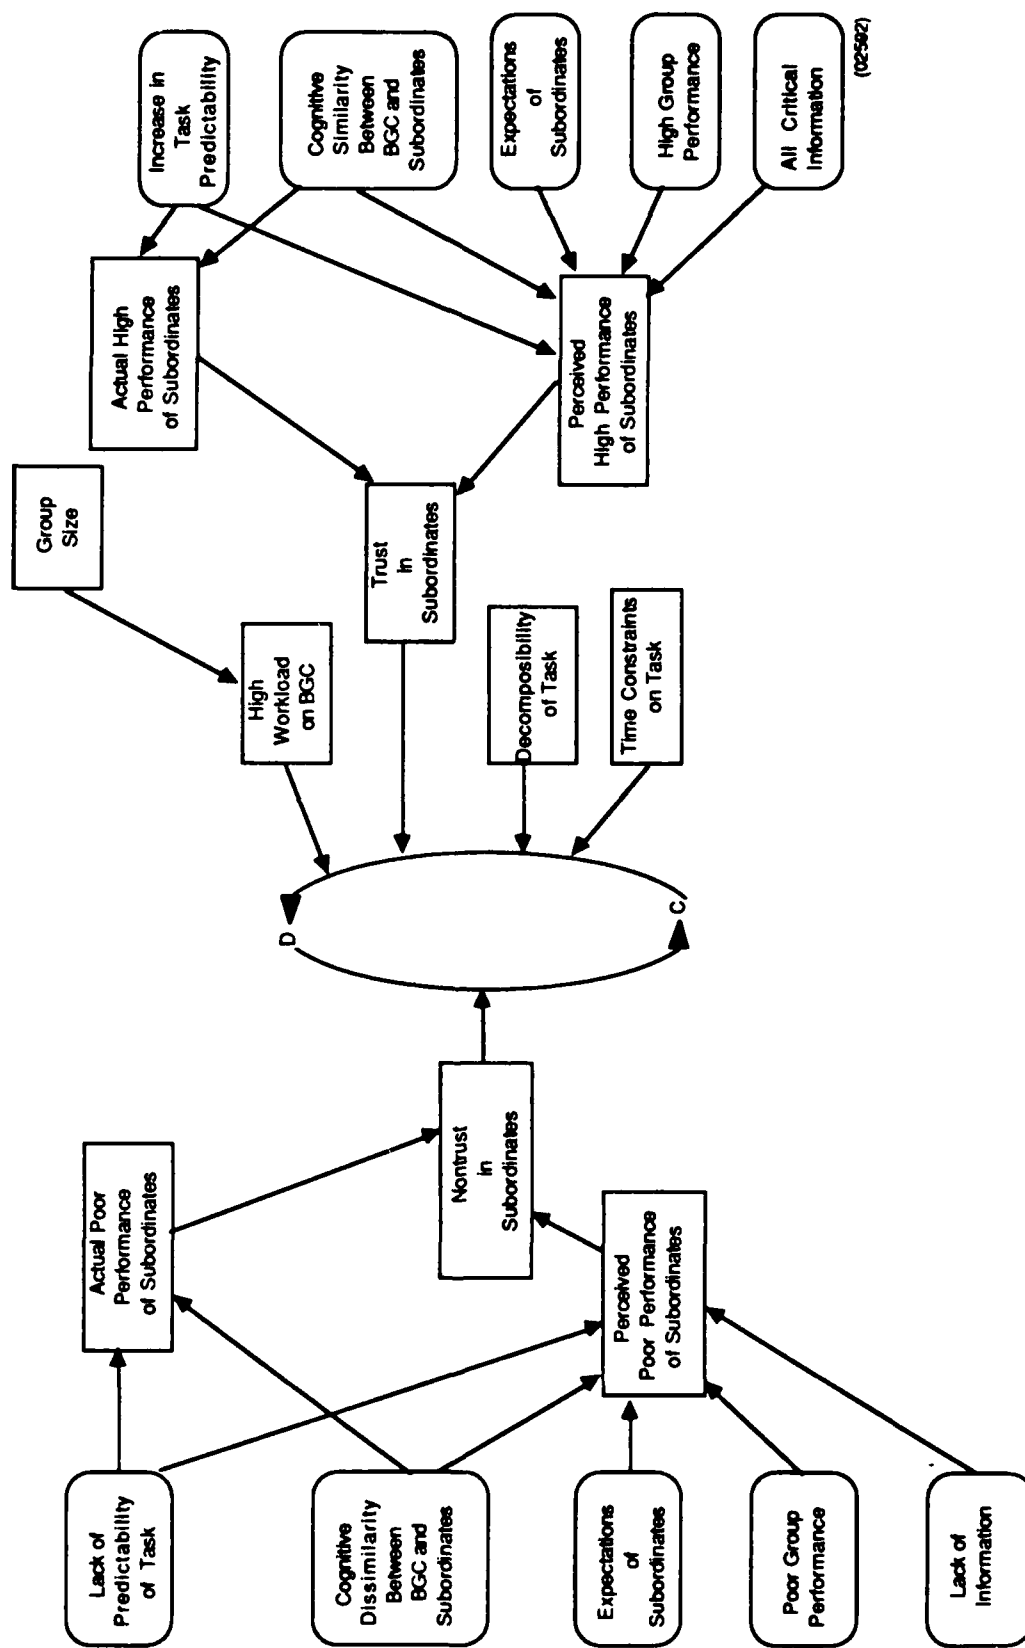 Lack of
Predictability
of Task
Cognitive
Dissimilarity
Between
BGC and
Subordinates
Expectations
of
Subordinates
Poor Group
Performance
Lack of
Information
Actual Poor
Performance
of Subordinates
Perceived
Poor Performance
of Subordinates
Nontrust
in
Subordinates
D
C
High
Workload
on BGC
Group
Size
Trust
in
Subordinates
Decomposibility
of Task
Time Constraints
on Task
Actual High
Performance
of Subordinates
Perceived
High Performance
of Subordinates
Increase in
Task
Predictability
Cognitive
Similarity
Between
BGC and
Subordinates
Expectations
of
Subordinates
High Group
Performance
All Critical
Information
(02592)